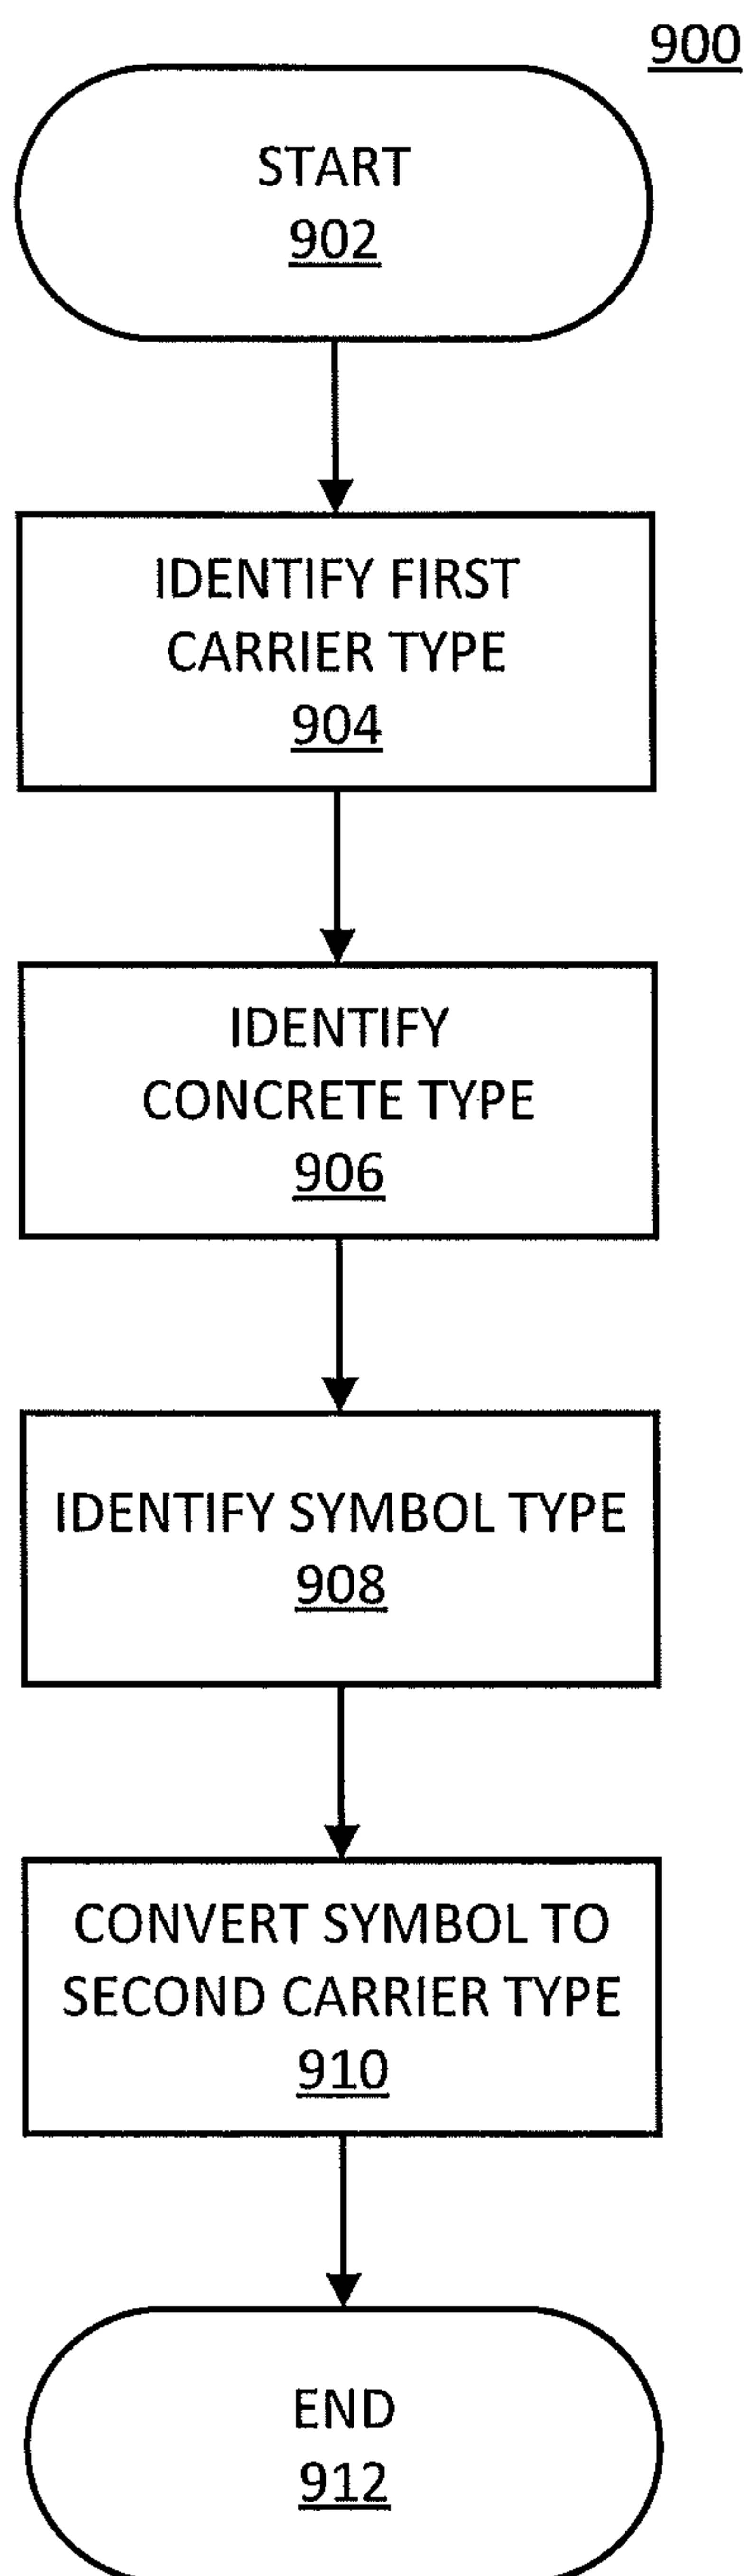 900
START
902
IDENTIFY FIRST
CARRIER TYPE
904
IDENTIFY
CONCRETE TYPE
906
IDENTIFY SYMBOL TYPE
908
CONVERT SYMBOL TO
SECOND CARRIER TYPE
910
END
912